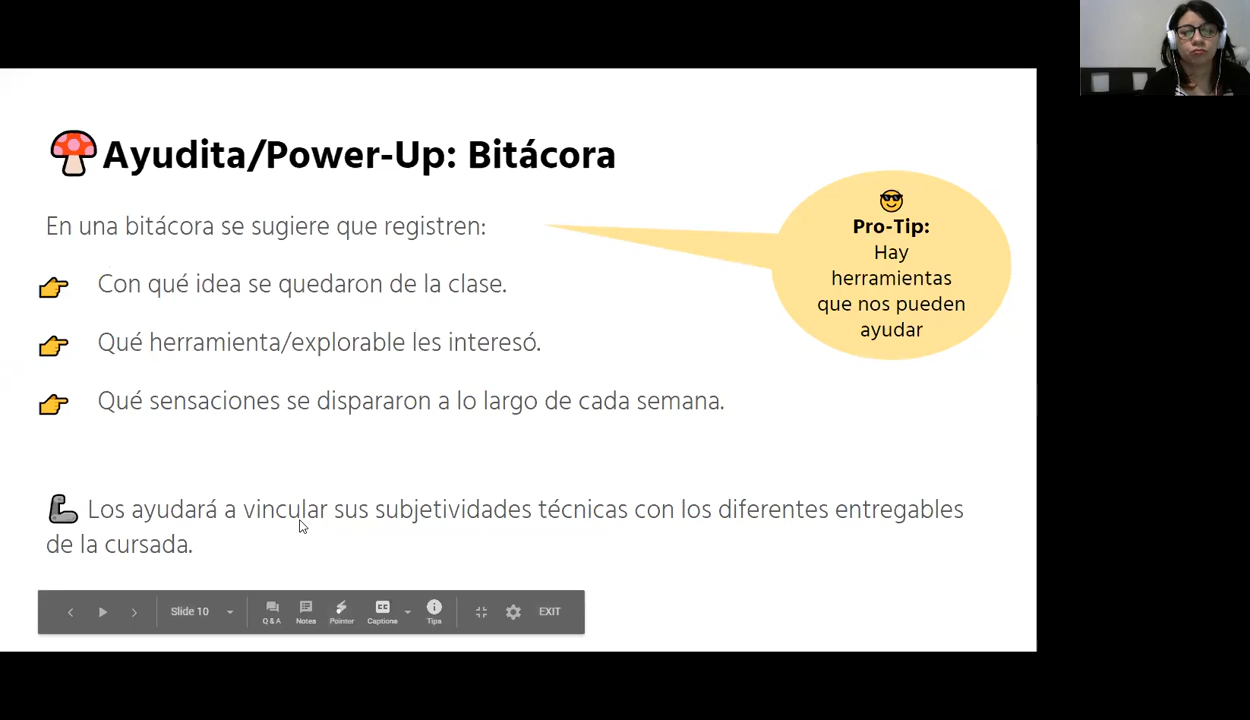 Ayudita/Power-Up: Bitácora
En una bitácora se sugiere que registren:
Con qué idea se quedaron de la clase.
Qué herramienta/explorable les interesó.
Qué sensaciones se dispararon a lo largo de cada semana.
Pro-Tip:
Hay
herramientas
que nos pueden
ayudar
Los ayudará a vincular sus subjetividades técnicas con los diferentes entregables
de la cursada.
Slide 10
Q & A
Notes
Pointer
CC
Captions
Tips
EXIT